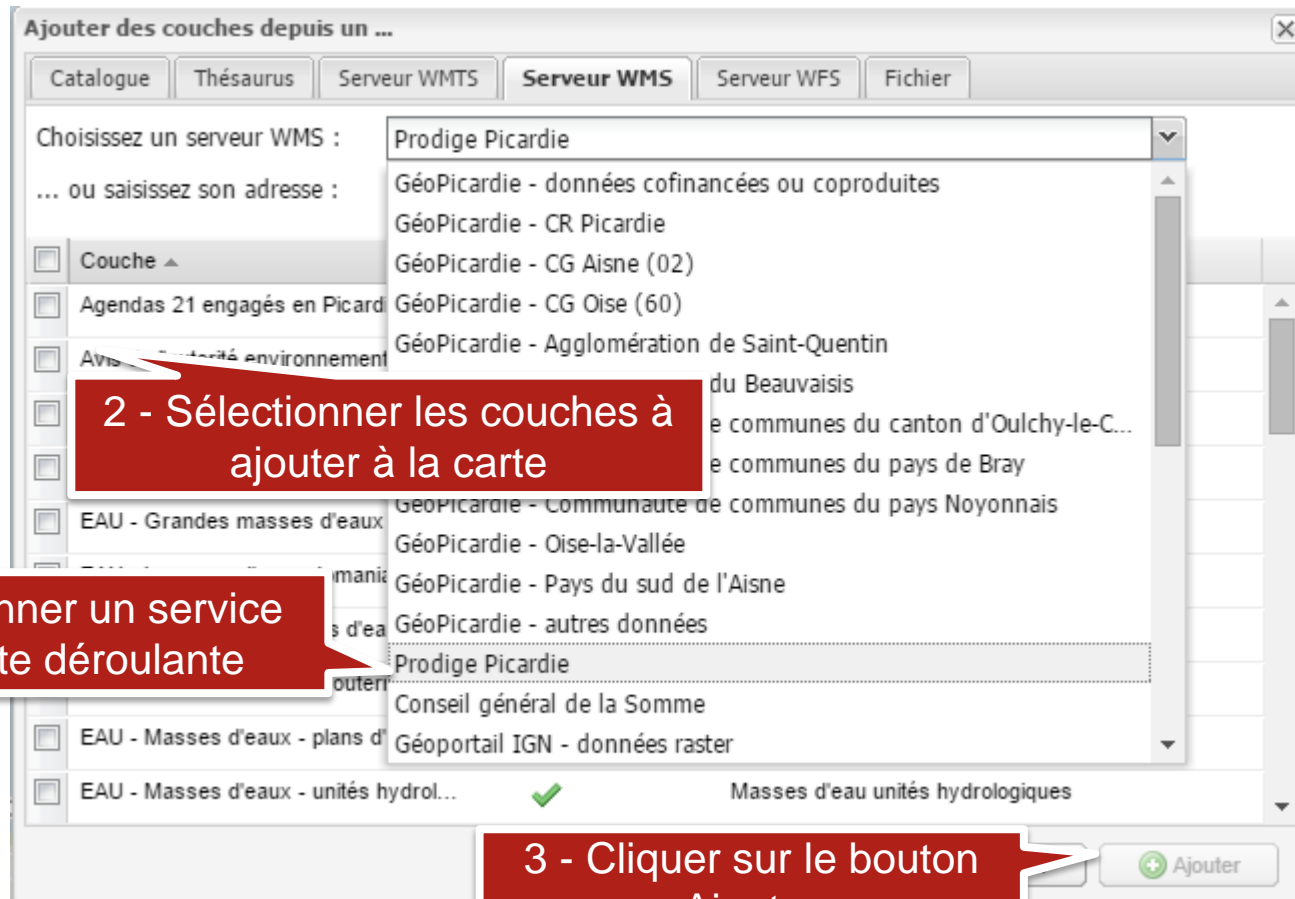 Ajouter des couches depuis un ...
Catalogue Thésaurus Serveur WMTS Serveur WMS Serveur WFS Fichier
Choisissez un serveur WMS : Prodige Picardie
... ou saisissez son adresse :
GéoPicardie - données cofinancées ou coproduites
GéoPicardie - CR Picardie
GéoPicardie - CG Aisne (02)
GéoPicardie - CG Oise (60)
GéoPicardie - Agglomération de Saint-Quentin
du Beauvaisis
e communes du canton d'Oulchy-le-C...
e communes du pays de Bray
GéoPicardie - Communauté de communes du pays Noyonnais
GéoPicardie - Oise-la-Vallée
GéoPicardie - Pays du sud de l'Aisne
GéoPicardie - autres données
Prodige Picardie
Conseil général de la Somme
Géoportail IGN - données raster
Couche
Agendas 21 engagés en Picard
Avis environnement
2 - Sélectionner les couches à
ajouter à la carte
EAU - Grandes masses d'eaux
omania
nner un service
te déroulante
s d'ea
outer
EAU - Masses d'eaux - plans d'
EAU - Masses d'eaux - unités hydrol... Masses d'eau unités hydrologiques
3 - Cliquer sur le bouton
Ajouter